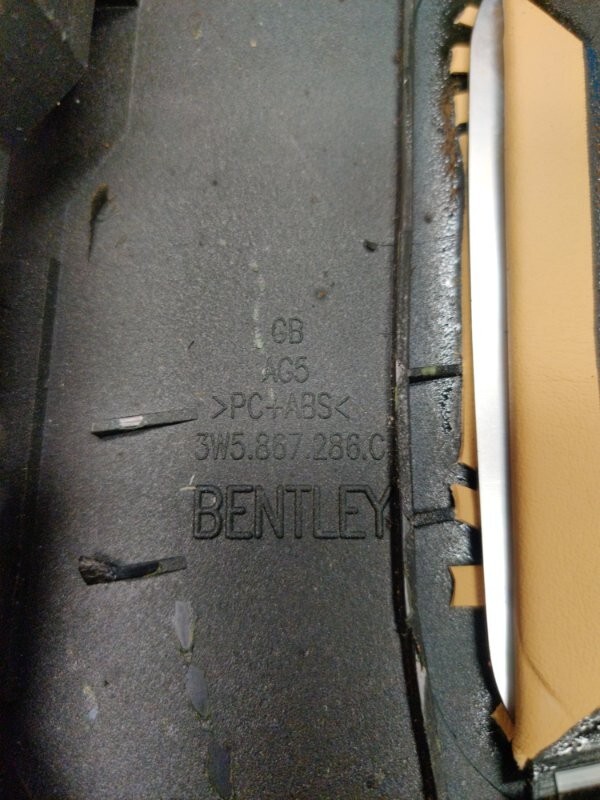 GB
AG5
>PC+ABS<
3W5.867.286.C
BENTLEY